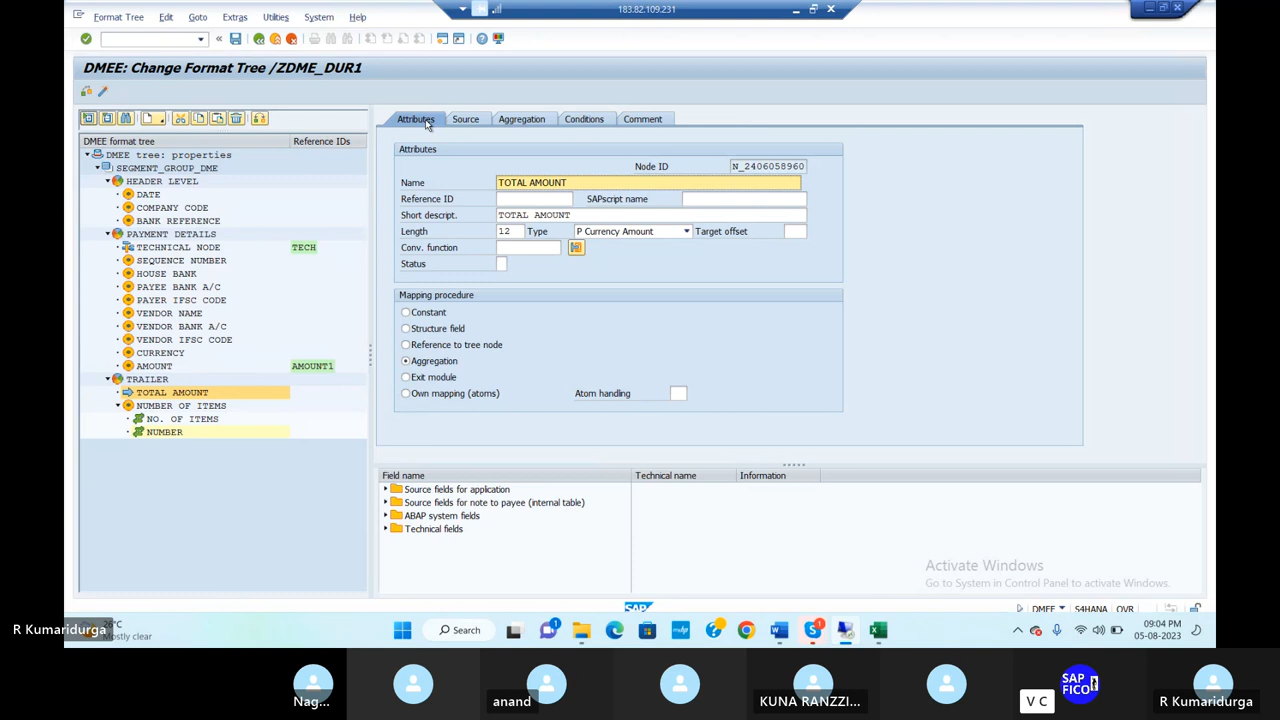 183.82.109.231
Format Tree Edit Goto Extras Utilities System Help
DMEE: Change Format Tree /ZDME_DUR1
DMEE format tree Reference IDs
DMEE tree: properties
SEGMENT_GROUP_DME
HEADER LEVEL
DATE
COMPANY CODE
BANK REFERENCE
PAYMENT DETAILS
TECHNICAL NODE TECH
SEQUENCE NUMBER
HOUSE BANK
PAYEE BANK A/C
PAYER IFSC CODE
VENDOR NAME
VENDOR BANK A/C
VENDOR IFSC CODE
CURRENCY
AMOUNT AMOUNT1
TRAILER
TOTAL AMOUNT
NUMBER OF ITEMS
NO. OF ITEMS
NUMBER
Attributes Source Aggregation Conditions Comment
Attributes
Node ID N_2406058960
Name TOTAL AMOUNT
Reference ID SAPscript name
Short descript. TOTAL AMOUNT
Length 12 Type P Currency Amount Target offset
Conv. function
Status
Mapping procedure
Constant
Structure field
Reference to tree node
Aggregation
Exit module
Own mapping (atoms) Atom handling
Field name Technical name Information
Source fields for application
Source fields for note to payee (internal table)
ABAP system fields
Technical fields
Activate Windows
Go to System in Control Panel to activate Windows.
SAP DMEE S4HANA OVR
26°C
Mostly clear
R Kumaridurga
Search
09:04 PM
05-08-2023
Nag...
anand
KUNA RANZZI...
SAP
FICO
V C
R Kumaridurga